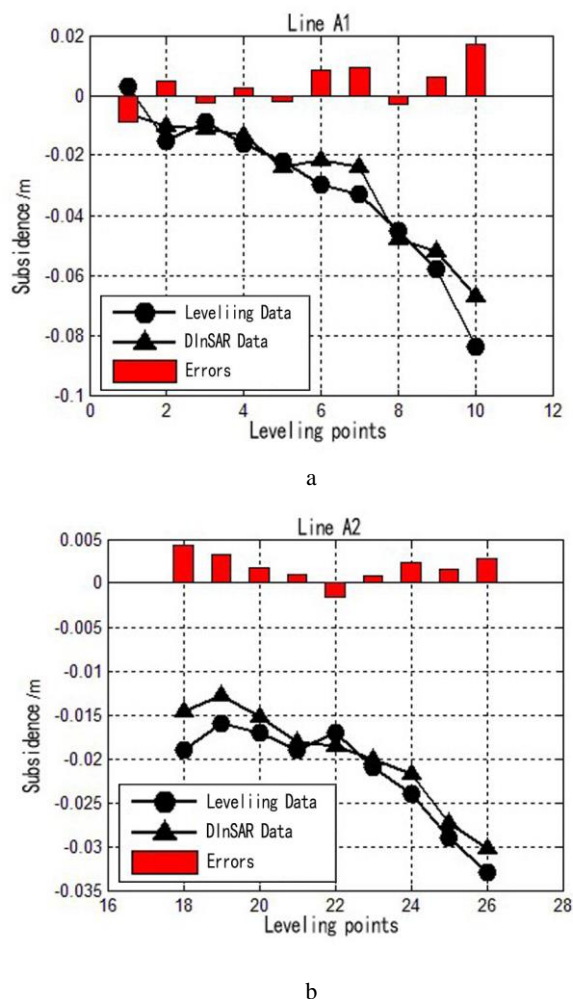 Line A1
0.02
0
-0.02
-0.04
-0.06
-0.08
-0.1
Subsidence /m
Leveliing Data
DInSAR Data
Errors
0 2 4 6 8 10 12
Leveling points
a
Line A2
0.005
0
-0.005
-0.01
-0.015
-0.02
-0.025
-0.03
-0.035
Subsidence/m
Leveliing Data
DInSAR Data
Errors
16 18 20 22 24 26 28
Leveling points
b